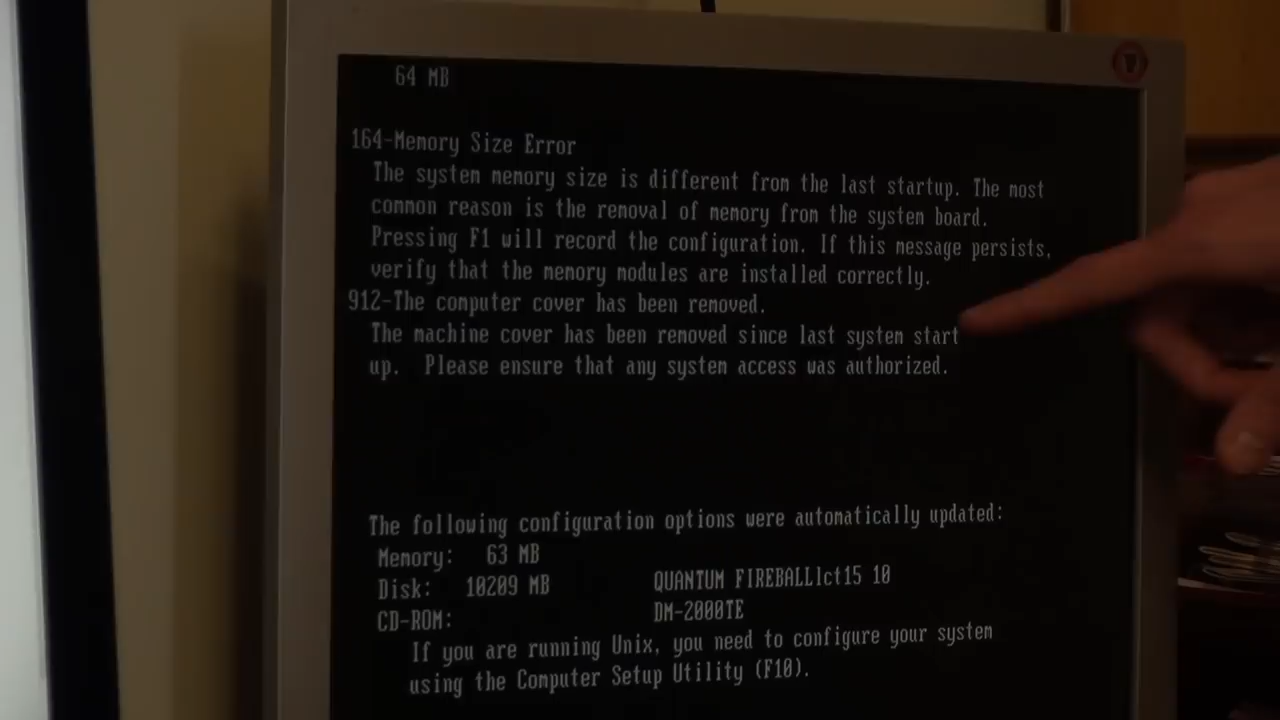 64 MB
164-Memory Size Error
The system memory size is different from the last startup. The most
common reason is the removal of memory from the system board.
Pressing F1 will record the configuration. If this message persists,
verify that the memory modules are installed correctly.
912-The computer cover has been removed.
The machine cover has been removed since last system start
up. Please ensure that any system access was authorized.
The following configuration options were automatically updated:
Memory: 63 MB
Disk: 10209 MB QUANTUM FIREBALLlct15 10
CD-ROM: DM-2000TE
If you are running Unix, you need to configure your system
using the Computer Setup Utility (F10).